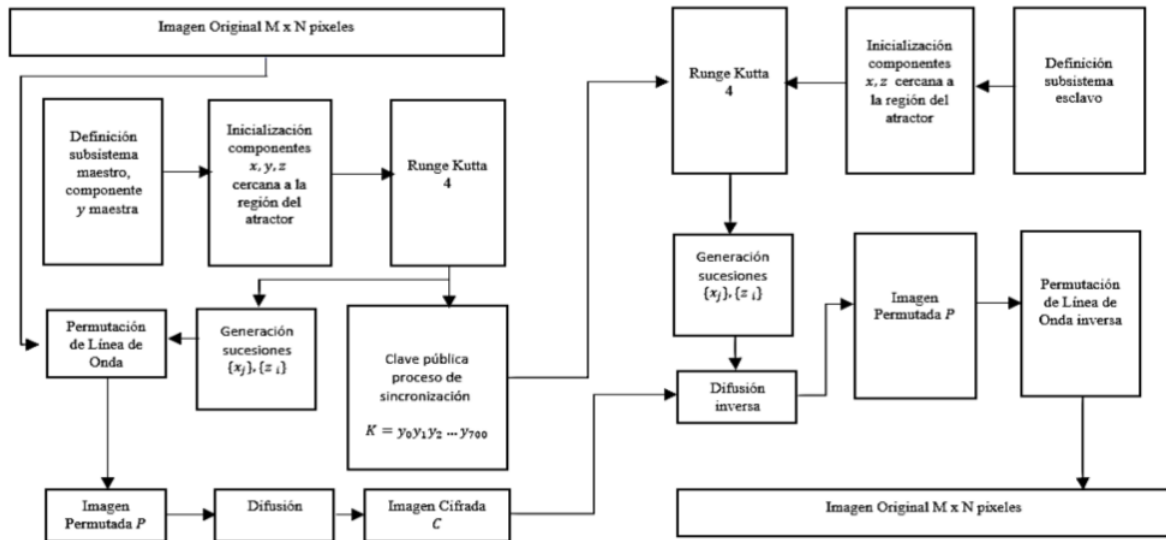 Imagen Original M x N pixeles
Definición
subsistema
maestro,
componente
y maestra
Inicialización
componentes
x, y, z
cercana a la
región del
atractor
Runge Kutta
4
Permutación
de Línea de
Onda
Generación
sucesiones
{x_j}, {z_i}
Clave pública
proceso de
sincronización
K = y_0y_1y_2 ... y_700
Imagen
Permutada P
Difusión
Imagen Cifrada
C
Runge Kutta
4
Inicialización
componentes
x, z cercana a
la región del
atractor
Definición
subsistema
esclavo
Generación
sucesiones
{x_j}, {z_i}
Difusión
inversa
Imagen
Permutada P
Permutación
de Línea de
Onda inversa
Imagen Original M x N pixeles